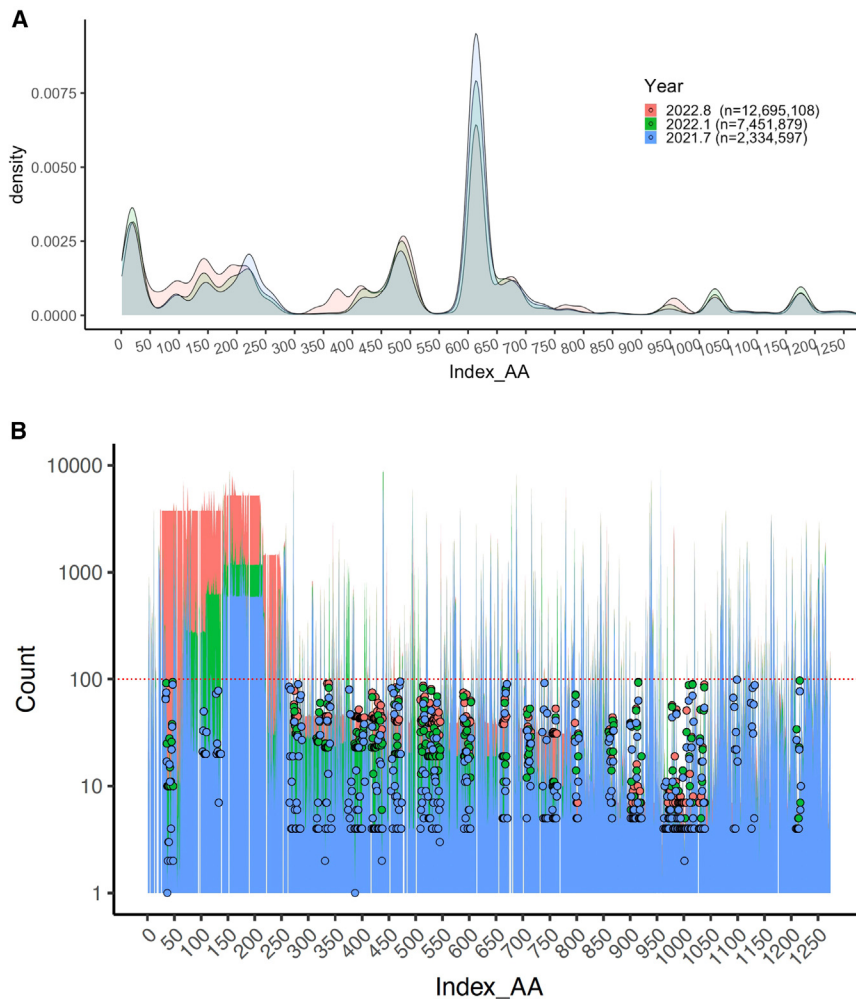 A
0.0075
0.0050
0.0025
0.0000
density
Year
2022.8 (n=12,695,108)
2022.1 (n=7,451,879)
2021.7 (n=2,334,597)
0 50 100 150 200 250 300 350 400 450 500 550 600 650 700 750 800 850 900 950 1000 1050 1100 1150 1200 1250
Index_AA
B
10000
1000
100
10
1
Count
0 50 100 150 200 250 300 350 400 450 500 550 600 650 700 750 800 850 900 950 1000 1050 1100 1150 1200 1250
Index_AA